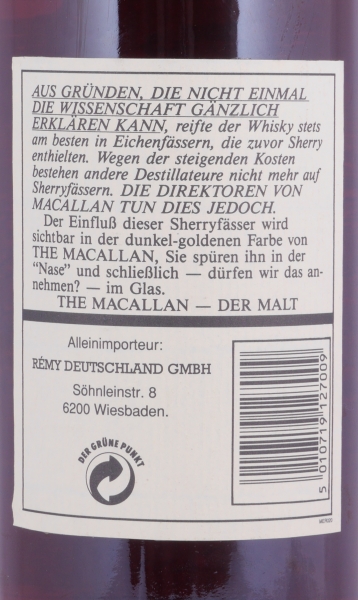 AUS GRÜNDEN, DIE NICHT EINMAL
DIE WISSENSCHAFT GÄNZLICH
ERKLÄREN KANN, reifte der Whisky stets
am besten in Eichenfässern, die zuvor Sherry
enthielten. Wegen der steigenden Kosten
bestehen andere Destillateure nicht mehr auf
Sherryfässern. DIE DIREKTOREN VON
MACALLAN TUN DIES JEDOCH.
Der Einfluß dieser Sherryfässer wird
sichtbar in der dunkel-goldenen Farbe von
THE MACALLAN, Sie spüren ihn in der
"Nase" und schließlich — dürfen wir das an-
nehmen? — im Glas.
THE MACALLAN — DER MALT
Alleinimporteur:
RÉMY DEUTSCHLAND GMBH
Söhnleinstr. 8
6200 Wiesbaden.
DER GRÜNE PUNKT
5 010719 127009